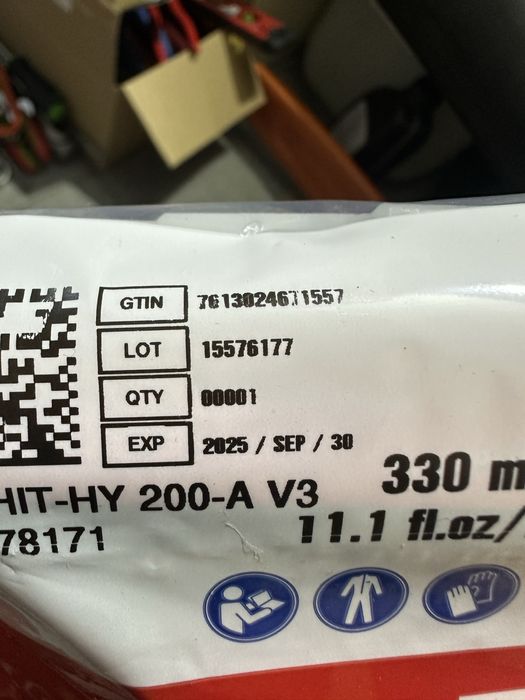 GTIN 7613024671557
LOT 15576177
QTY 00001
EXP 2025 / SEP / 30
HIT-HY 200-A V3
330 m
78171
11.1 fl.oz/